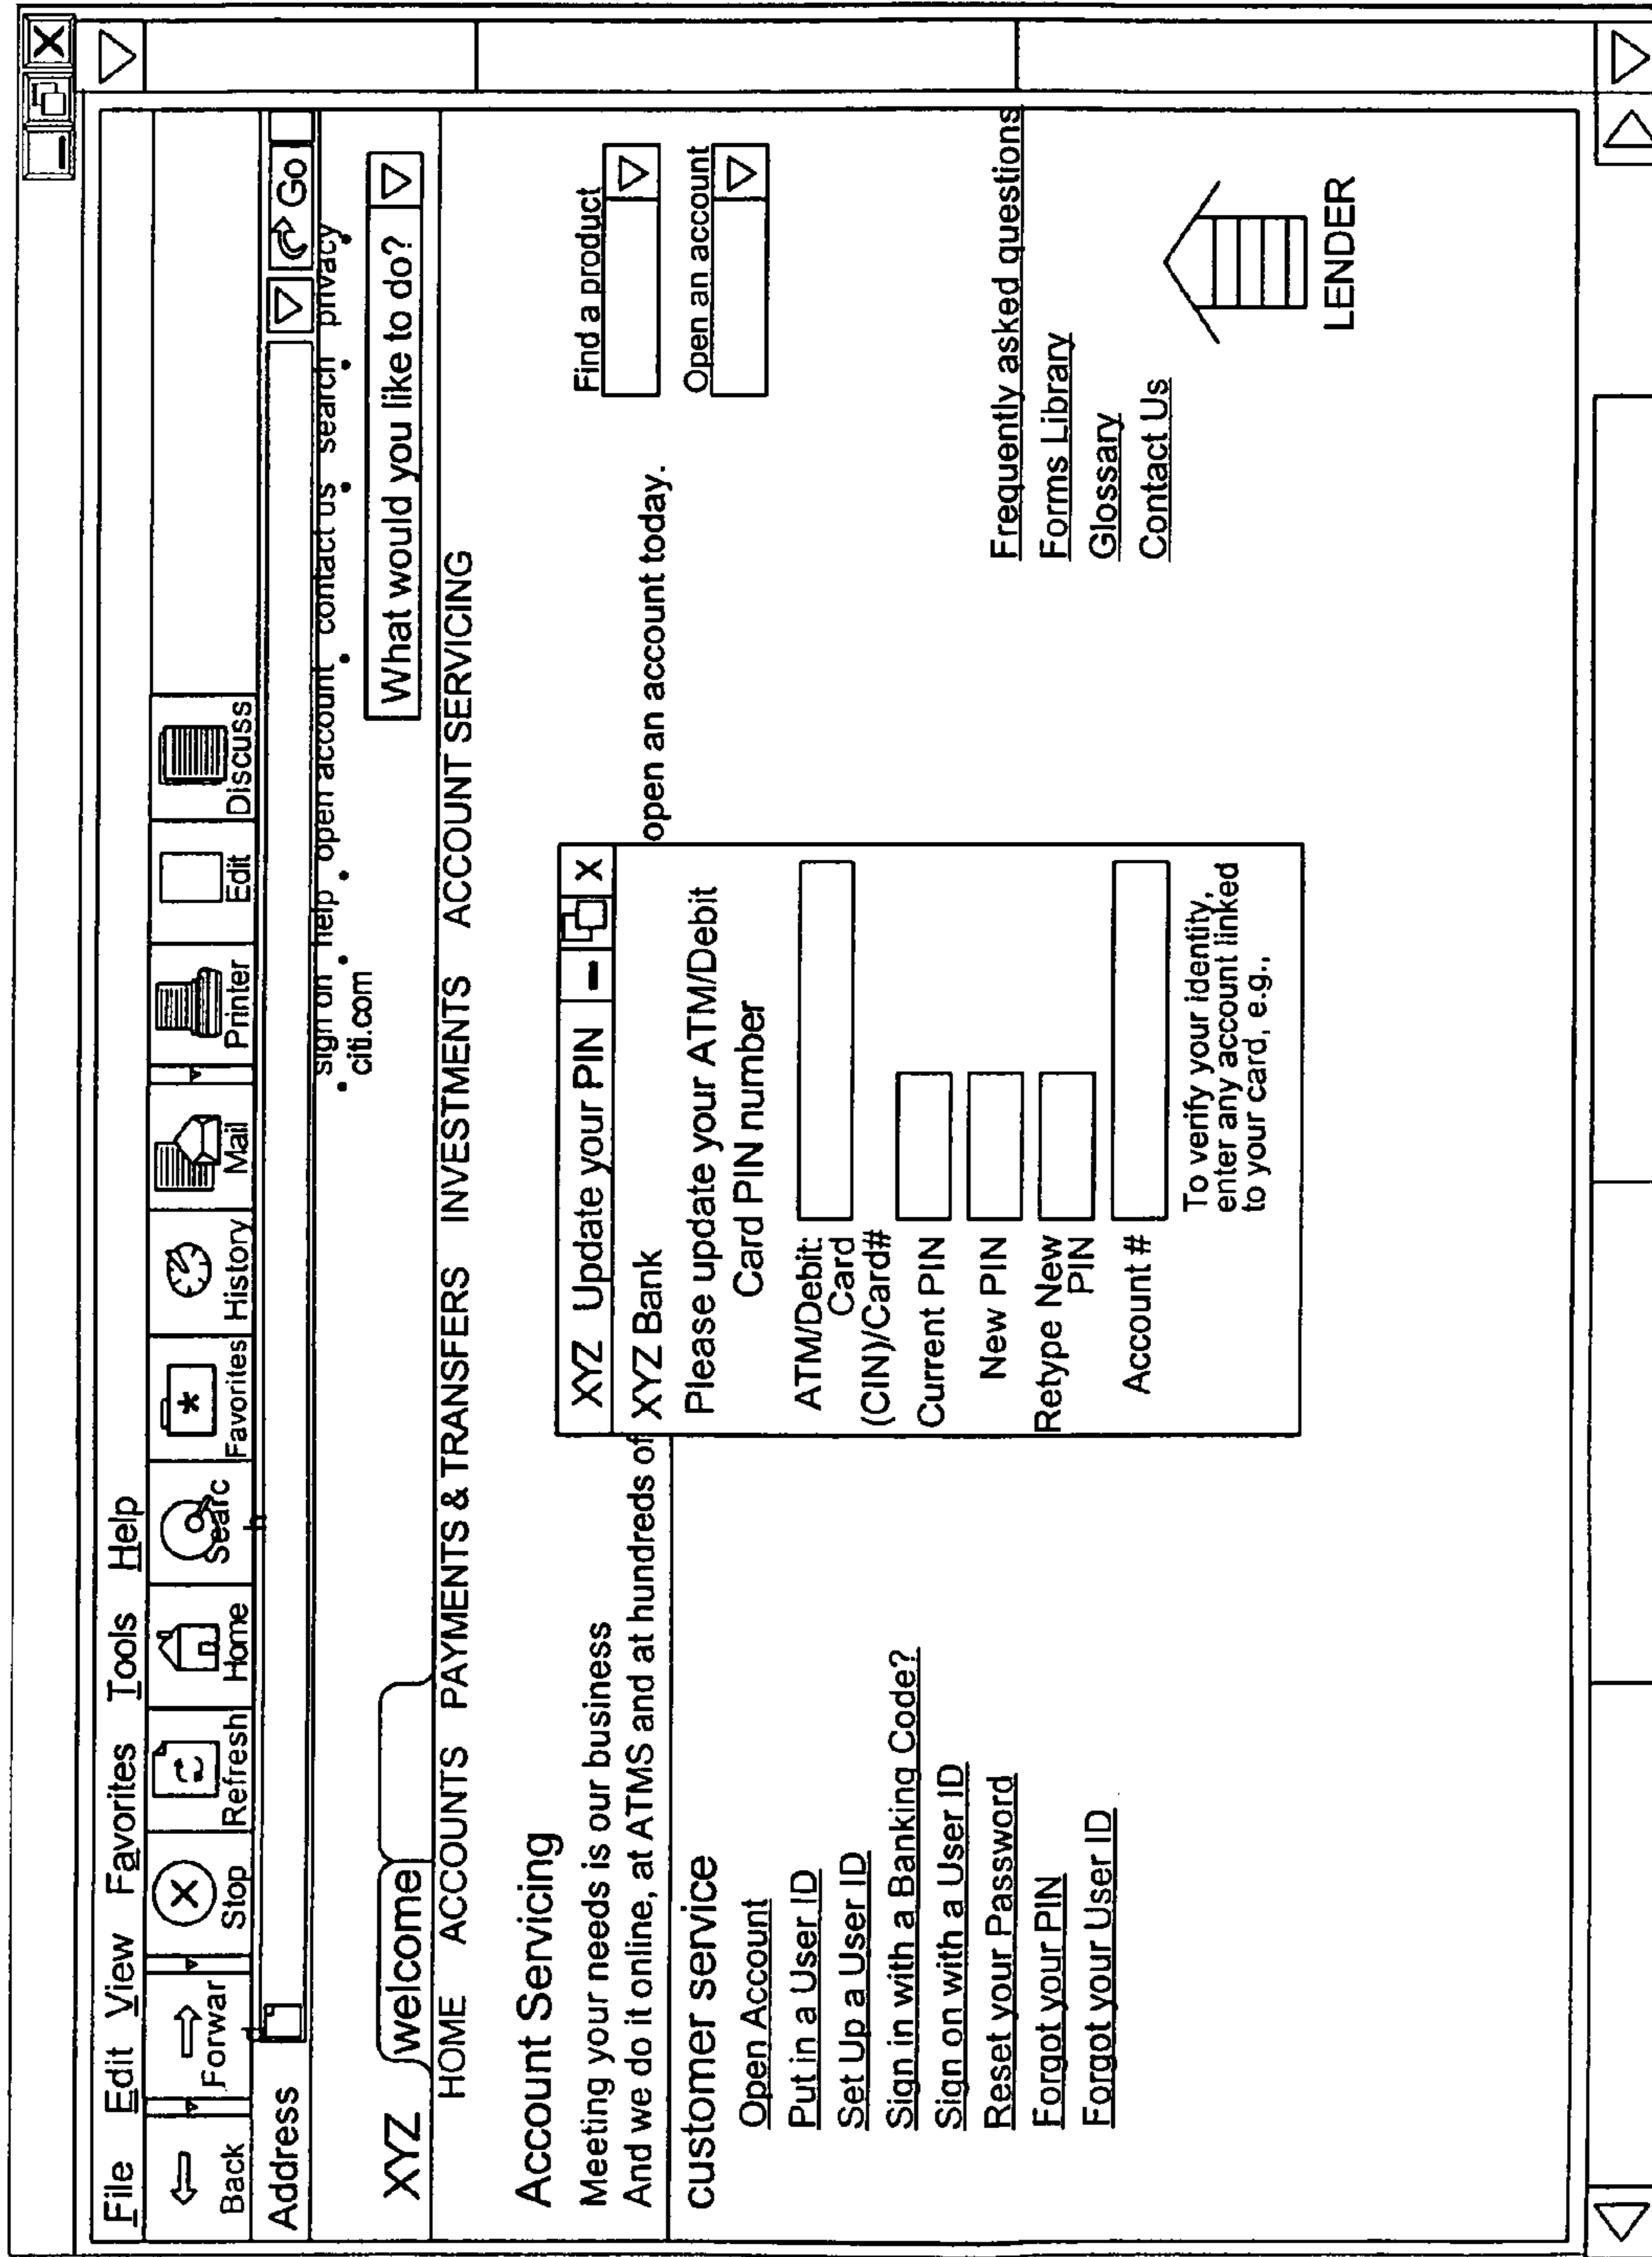 File Edit View Favorites Tools Help
Back Forward Stop Refresh Home Search Favorites History Mail Printer Edit Discuss
Address Go
sign on • help • open account • contact us • search • privacy •
• citi.com
XYZ welcome What would you like to do?
HOME ACCOUNTS PAYMENTS & TRANSFERS INVESTMENTS ACCOUNT SERVICING
Account Servicing
Meeting your needs is our business
And we do it online, at ATMS and at hundreds of
open an account today.
Find a product
Open an account
customer service
Open Account
Put in a User ID
Set Up a User ID
Sign in with a Banking Code?
Sign on with a User ID
Reset your Password
Forgot your PIN
Forgot your User ID
XYZ Update your PIN X
XYZ Bank
Please update your ATM/Debit
Card PIN number
ATM/Debit:
Card
(CIN)/Card#
Current PIN
New PIN
Retype New
PIN
Account #
To verify your identity,
enter any account linked
to your card, e.g.,
Frequently asked questions
Forms Library
Glossary
Contact Us
LENDER